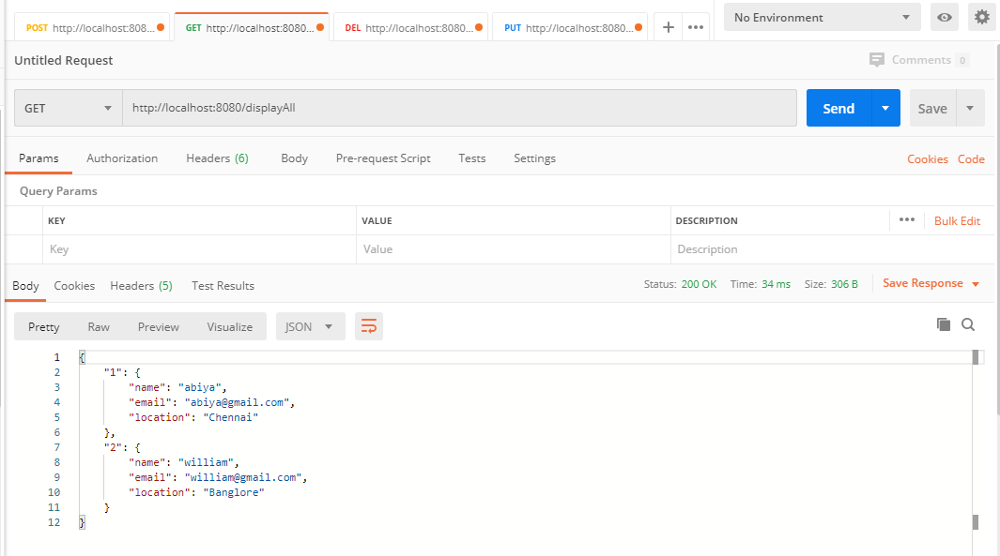 POST http://localhost:808... GET http://localhost:8080... DEL http://localhost:8080... PUT http://localhost:8080... + ••• No Environment
Untitled Request Comments 0
GET http://localhost:8080/displayAll Send Save
Params Authorization Headers (6) Body Pre-request Script Tests Settings Cookies Code
Query Params
KEY VALUE DESCRIPTION ••• Bulk Edit
Key Value Description
Body Cookies Headers (5) Test Results Status: 200 OK Time: 34 ms Size: 306 B Save Response
Pretty Raw Preview Visualize JSON
1 {
2 "1": {
3 "name": "abiya",
4 "email": "abiya@gmail.com",
5 "location": "Chennai"
6 },
7 "2": {
8 "name": "william",
9 "email": "william@gmail.com",
10 "location": "Banglore"
11 }
12 }